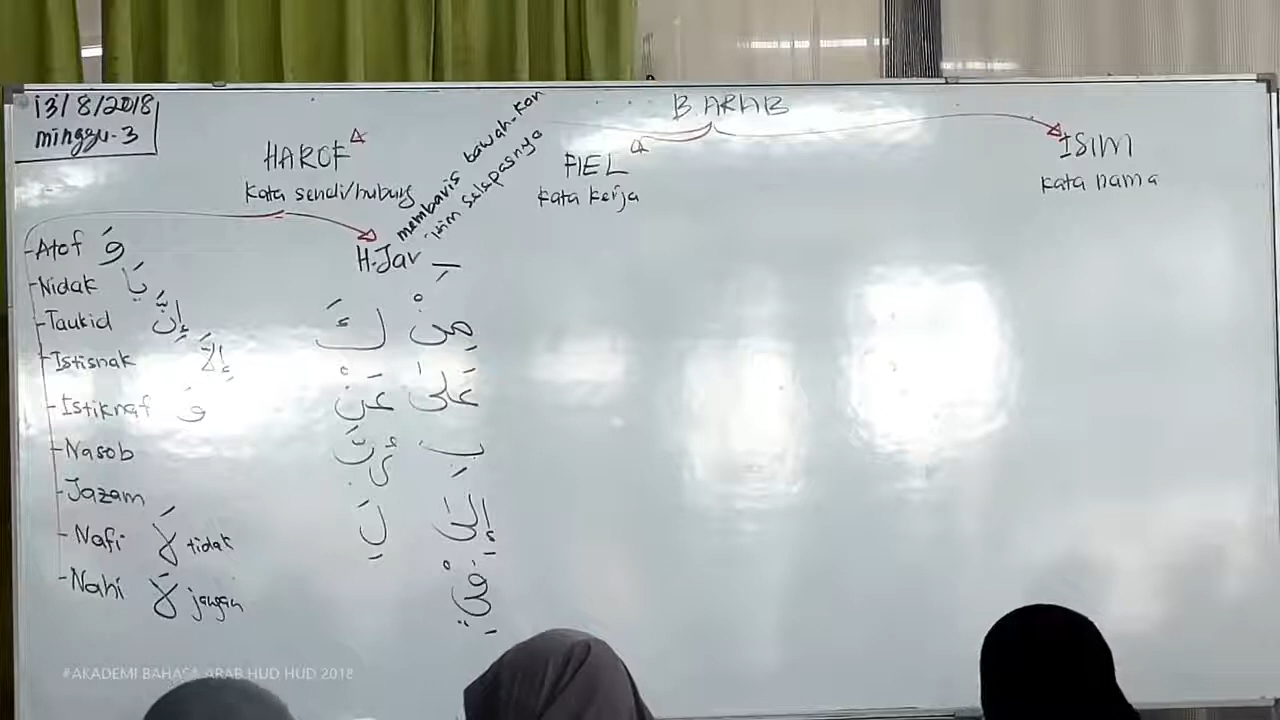 13/8/2018
minggu-3
B. ARAB
HAROF
kata sendi/hubung
FIEL
kata kerja
ISIM
kata nama
membaris bawah-kan
isim selepasnya
H.Jar
-Atof وَ
-Nidak يَا
-Taukid إِنَّ
-Istisnak إِلَّا
-Istiknaf وَ
-Nasob
-Jazam
-Nafi لَا tidak
-Nahi لَا jangan
مِنْ كَ
عَلَىٰ عَنْ
بِ رُبَّ
إِلَىٰ لِ
فِيْ
#AKADEMI BAHASA ARAB HUD HUD 2018